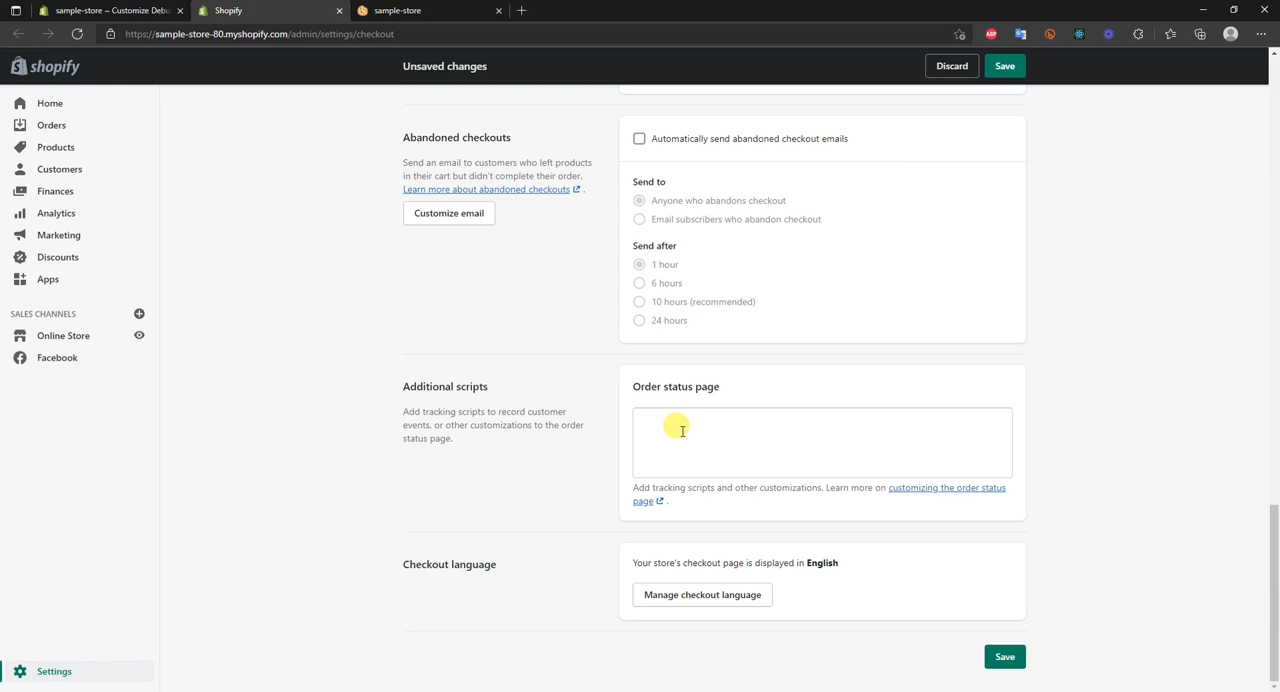 sample-store ~ Customize Debu
Shopify
sample-store
https://sample-store-80.myshopify.com/admin/settings/checkout
shopify
Unsaved changes
Discard
Save
Home
Orders
Products
Customers
Finances
Analytics
Marketing
Discounts
Apps
SALES CHANNELS
Online Store
Facebook
Settings
Abandoned checkouts
Send an email to customers who left products
in their cart but didn't complete their order.
Learn more about abandoned checkouts .
Customize email
Automatically send abandoned checkout emails
Send to
Anyone who abandons checkout
Email subscribers who abandon checkout
Send after
1 hour
6 hours
10 hours (recommended)
24 hours
Additional scripts
Add tracking scripts to record customer
events, or other customizations to the order
status page.
Order status page
Add tracking scripts and other customizations. Learn more on customizing the order status
page .
Checkout language
Your store's checkout page is displayed in English
Manage checkout language
Save